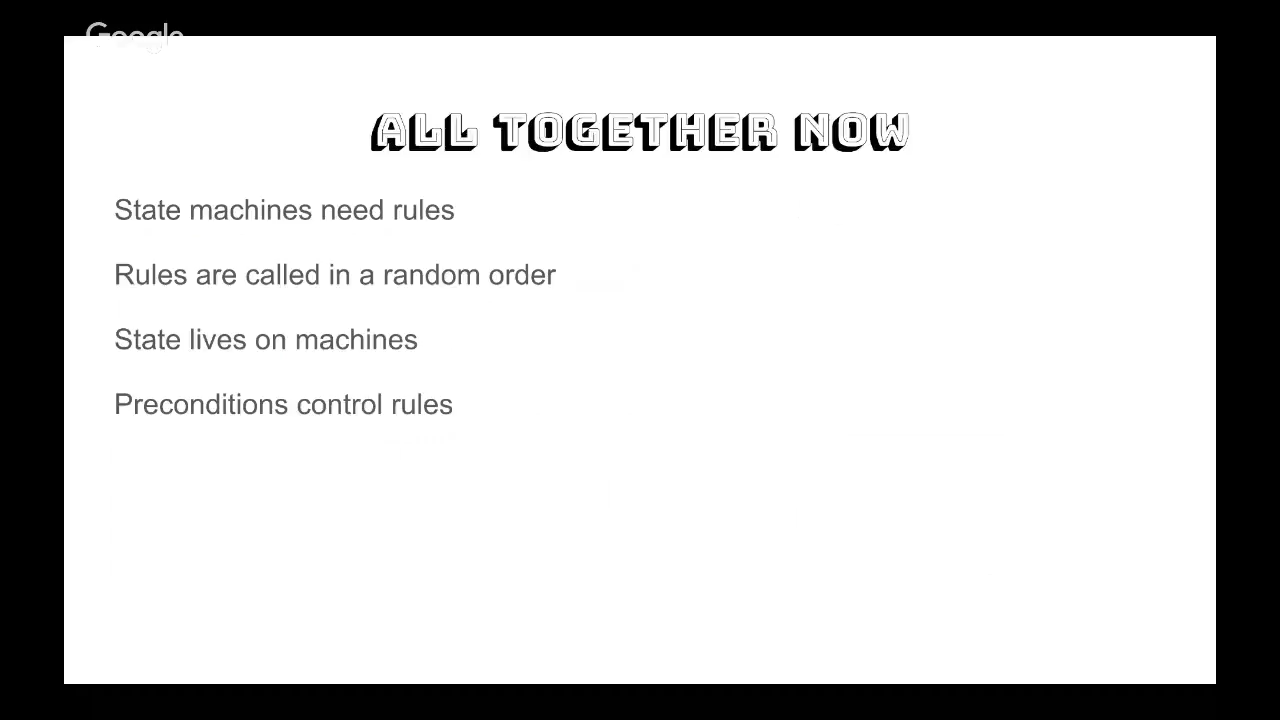 Google
ALL TOGETHER NOW
State machines need rules
Rules are called in a random order
State lives on machines
Preconditions control rules